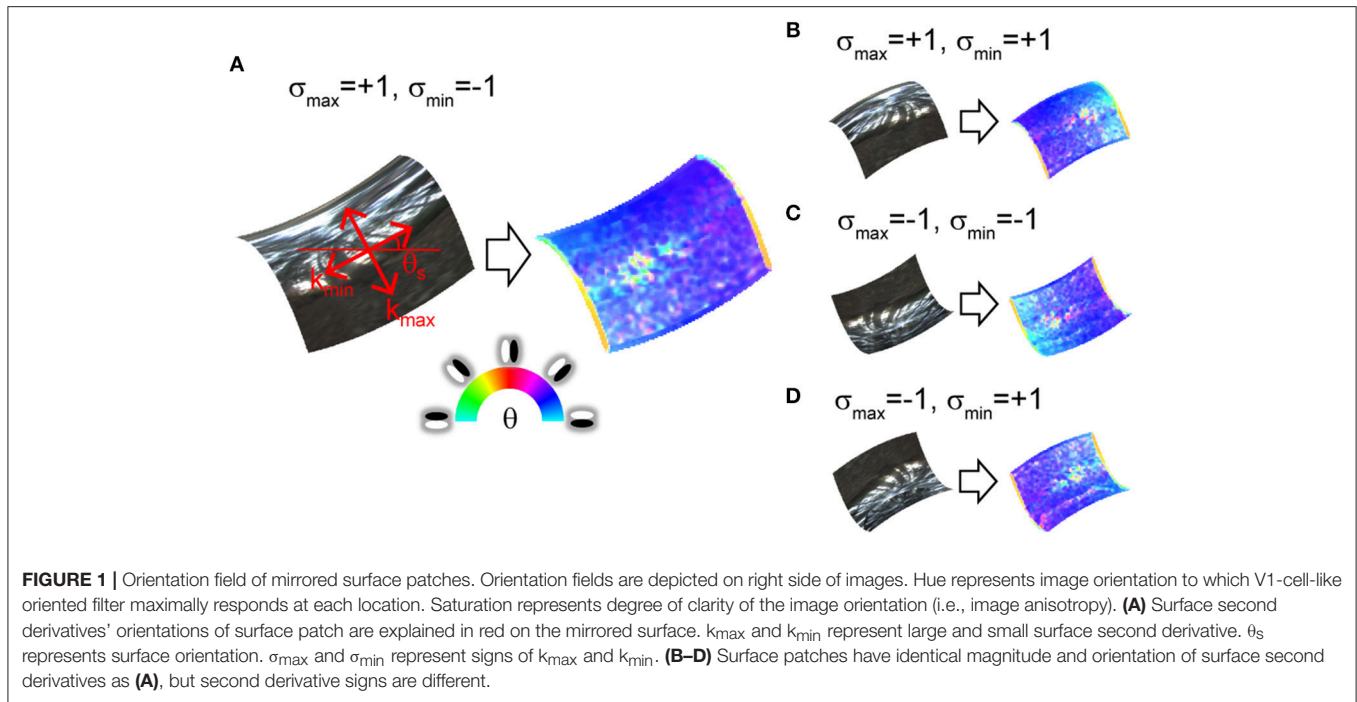 A
σmax=+1, σmin=-1
kmin
θs
kmax
θ
B
σmax=+1, σmin=+1
C
σmax=-1, σmin=-1
D
σmax=-1, σmin=+1
FIGURE 1 | Orientation field of mirrored surface patches. Orientation fields are depicted on right side of images. Hue represents image orientation to which V1-cell-like
oriented filter maximally responds at each location. Saturation represents degree of clarity of the image orientation (i.e., image anisotropy). (A) Surface second
derivatives' orientations of surface patch are explained in red on the mirrored surface. kmax and kmin represent large and small surface second derivative. θs
represents surface orientation. σmax and σmin represent signs of kmax and kmin. (B–D) Surface patches have identical magnitude and orientation of surface second
derivatives as (A), but second derivative signs are different.